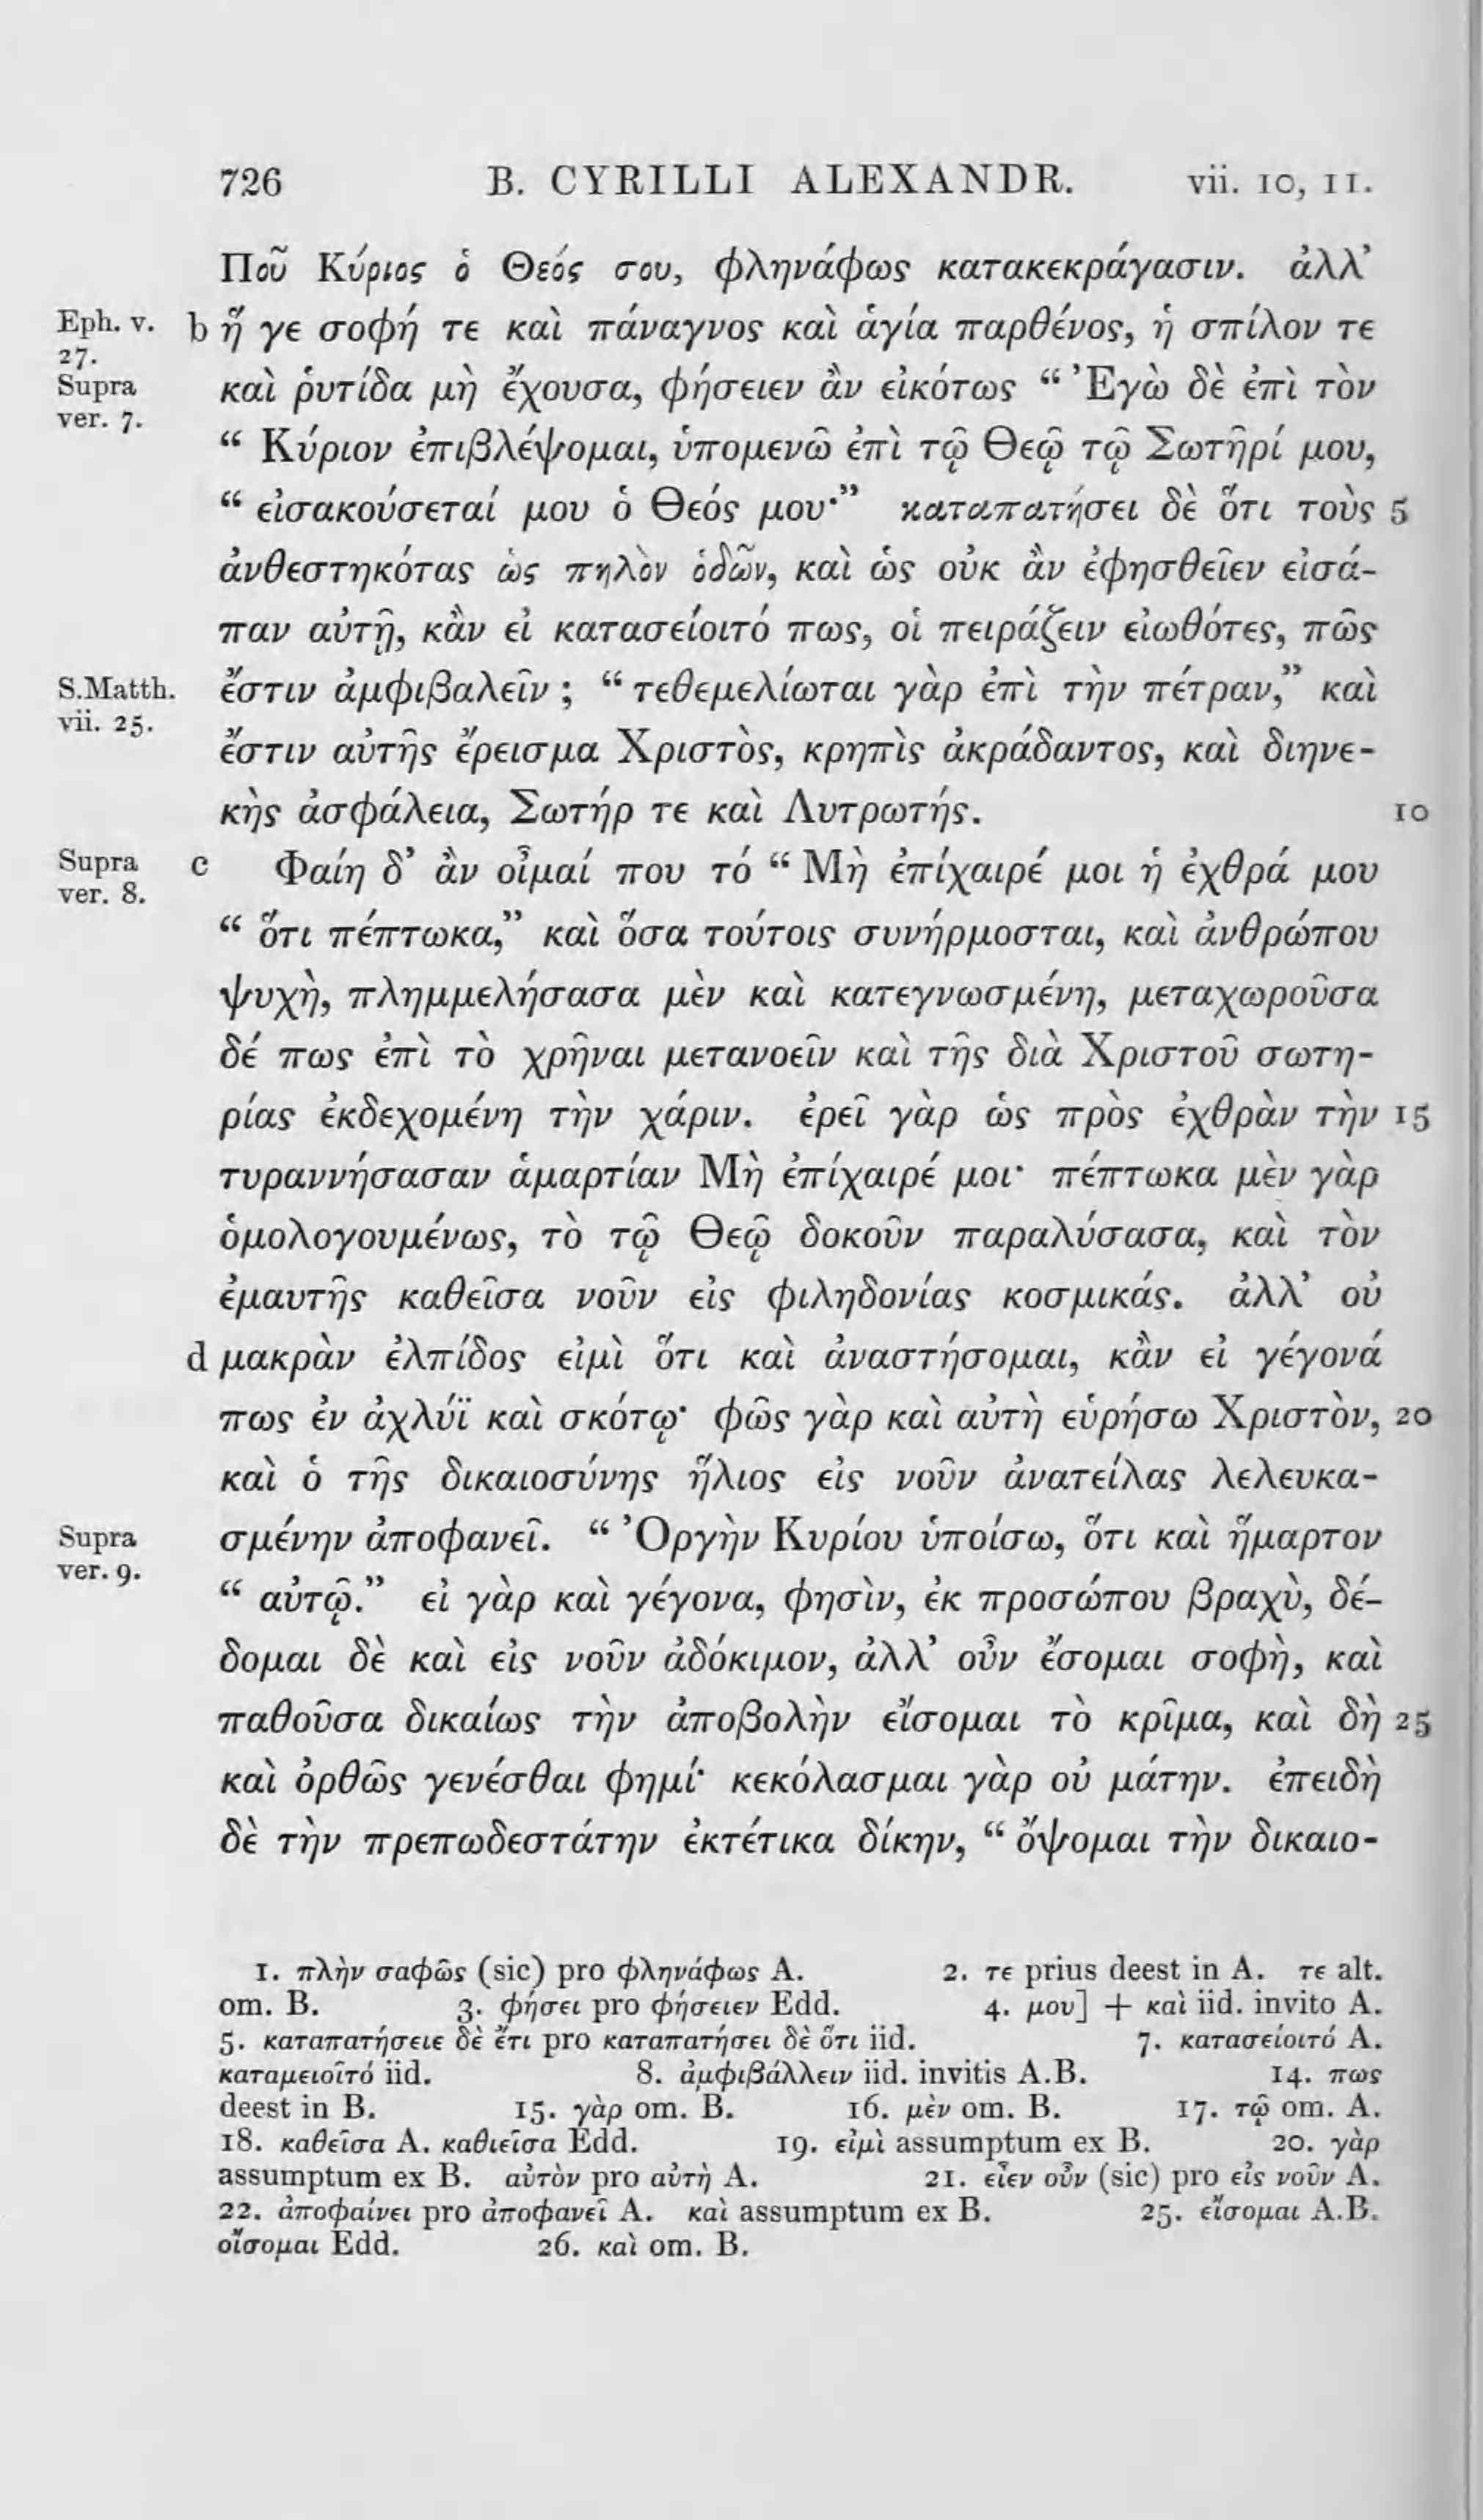 726 B. CYRILLI ALEXANDR. vii. 10, 11.
Ποῦ Κύριος ὁ Θεός σου, φληνάφως κατακεκράγασιν. ἀλλ’
Eph. v. 27. b ἥ γε σοφή τε καὶ πάναγνος καὶ ἁγία παρθένος, ἡ σπίλον τε
Supra ver. 7. καὶ ῥυτίδα μὴ ἔχουσα, φήσειεν ἂν εἰκότως “ Ἐγὼ δὲ ἐπὶ τὸν
“ Κύριον ἐπιβλέψομαι, ὑπομενῶ ἐπὶ τῷ Θεῷ τῷ Σωτῆρί μου,
“ εἰσακούσεταί μου ὁ Θεός μου·” καταπατήσει δὲ ὅτι τοὺς 5
ἀνθεστηκότας ὡς πηλὸν ὁδῶν, καὶ ὡς οὐκ ἂν ἐφησθεῖεν εἰσά-
παν αὐτῇ, κἂν εἰ κατασείοιτό πως, οἱ πειράζειν εἰωθότες, πῶς
S.Matth. vii. 25. ἔστιν ἀμφιβαλεῖν ; “ τεθεμελίωται γὰρ ἐπὶ τὴν πέτραν,” καὶ
ἔστιν αὐτῆς ἔρεισμα Χριστὸς, κρηπὶς ἀκράδαντος, καὶ διηνε-
κὴς ἀσφάλεια, Σωτήρ τε καὶ Λυτρωτής. 10
Supra ver. 8. c Φαίη δ’ ἂν οἶμαί που τό “ Μὴ ἐπίχαιρέ μοι ἡ ἐχθρά μου
“ ὅτι πέπτωκα,” καὶ ὅσα τούτοις συνήρμοσται, καὶ ἀνθρώπου
ψυχὴ, πλημμελήσασα μὲν καὶ κατεγνωσμένη, μεταχωροῦσα
δέ πως ἐπὶ τὸ χρῆναι μετανοεῖν καὶ τῆς διὰ Χριστοῦ σωτη-
ρίας ἐκδεχομένη τὴν χάριν. ἐρεῖ γὰρ ὡς πρὸς ἐχθρὰν τὴν 15
τυραννήσασαν ἁμαρτίαν Μὴ ἐπίχαιρέ μοι· πέπτωκα μὲν γὰρ
ὁμολογουμένως, τὸ τῷ Θεῷ δοκοῦν παραλύσασα, καὶ τὸν
ἐμαυτῆς καθεῖσα νοῦν εἰς φιληδονίας κοσμικάς. ἀλλ’ οὐ
d μακρὰν ἐλπίδος εἰμὶ ὅτι καὶ ἀναστήσομαι, κἂν εἰ γέγονά
πως ἐν ἀχλύϊ καὶ σκότῳ· φῶς γὰρ καὶ αὐτὴ εὑρήσω Χριστὸν, 20
καὶ ὁ τῆς δικαιοσύνης ἥλιος εἰς νοῦν ἀνατείλας λελευκα-
Supra ver. 9. σμένην ἀποφανεῖ. “ Ὀργὴν Κυρίου ὑποίσω, ὅτι καὶ ἥμαρτον
“ αὐτῷ.” εἰ γὰρ καὶ γέγονα, φησὶν, ἐκ προσώπου βραχὺ, δέ-
δομαι δὲ καὶ εἰς νοῦν ἀδόκιμον, ἀλλ’ οὖν ἔσομαι σοφὴ, καὶ
παθοῦσα δικαίως τὴν ἀποβολὴν εἴσομαι τὸ κρῖμα, καὶ δὴ 25
καὶ ὀρθῶς γενέσθαι φημί· κεκόλασμαι γὰρ οὐ μάτην. ἐπειδὴ
δὲ τὴν πρεπωδεστάτην ἐκτέτικα δίκην, “ ὄψομαι τὴν δικαιο-
1. πλὴν σαφῶς (sic) pro φληνάφως A. 2. τε prius deest in A. τε alt.
om. B. 3. φήσει pro φήσειεν Edd. 4. μου] + καὶ iid. invito A.
5. καταπατήσειε δὲ ἔτι pro καταπατήσει δὲ ὅτι iid. 7. κατασείοιτό A.
καταμειοῖτό iid. 8. ἀμφιβάλλειν iid. invitis A.B. 14. πως
deest in B. 15. γὰρ om. B. 16. μὲν om. B. 17. τῷ om. A.
18. καθεῖσα A. καθιεῖσα Edd. 19. εἰμὶ assumptum ex B. 20. γὰρ
assumptum ex B. αὐτὸν pro αὐτὴ A. 21. εἶεν οὖν (sic) pro εἰς νοῦν A.
22. ἀποφαίνει pro ἀποφανεῖ A. καὶ assumptum ex B. 25. εἴσομαι A.B.
οἴσομαι Edd. 26. καὶ om. B.